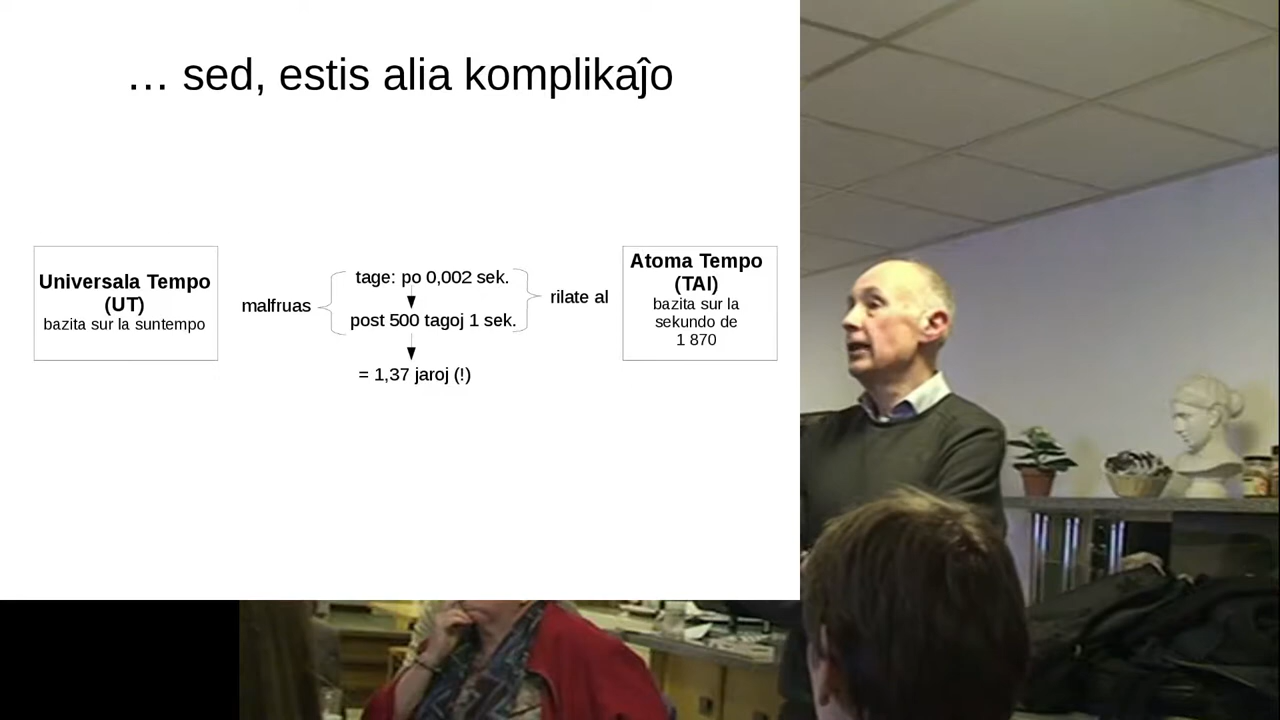 ... sed, estis alia komplikaĵo
Universala Tempo
(UT)
bazita sur la suntempo
malfruas
tage: po 0,002 sek.
post 500 tagoj 1 sek.
= 1,37 jaroj (!)
rilate al
Atoma Tempo
(TAI)
bazita sur la
sekundo de
1 870